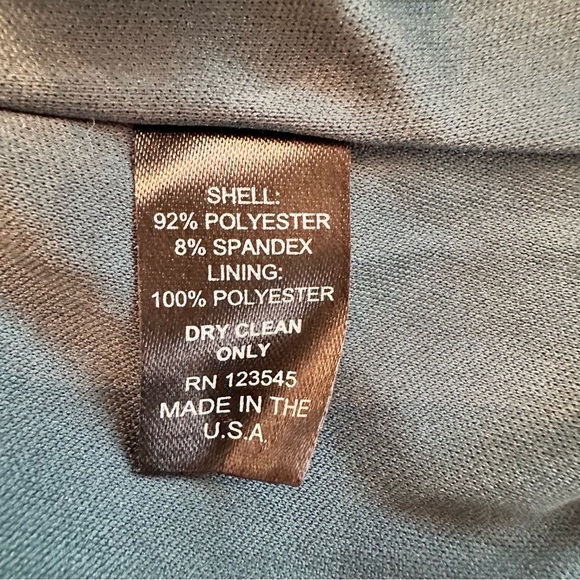 SHELL:
92% POLYESTER
8% SPANDEX
LINING:
100% POLYESTER
DRY CLEAN
ONLY
RN 123545
MADE IN THE
U.S.A.